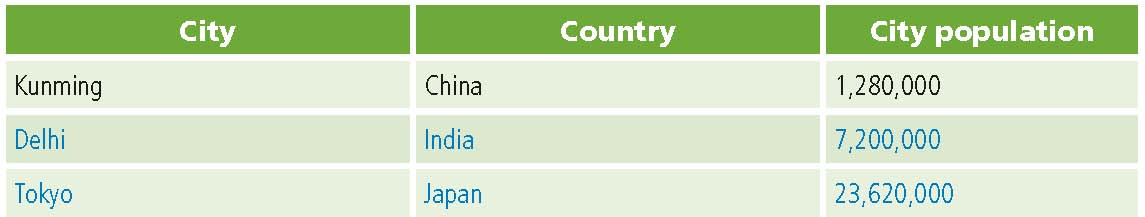 City Country City population
Kunming China 1,280,000
Delhi India 7,200,000
Tokyo Japan 23,620,000